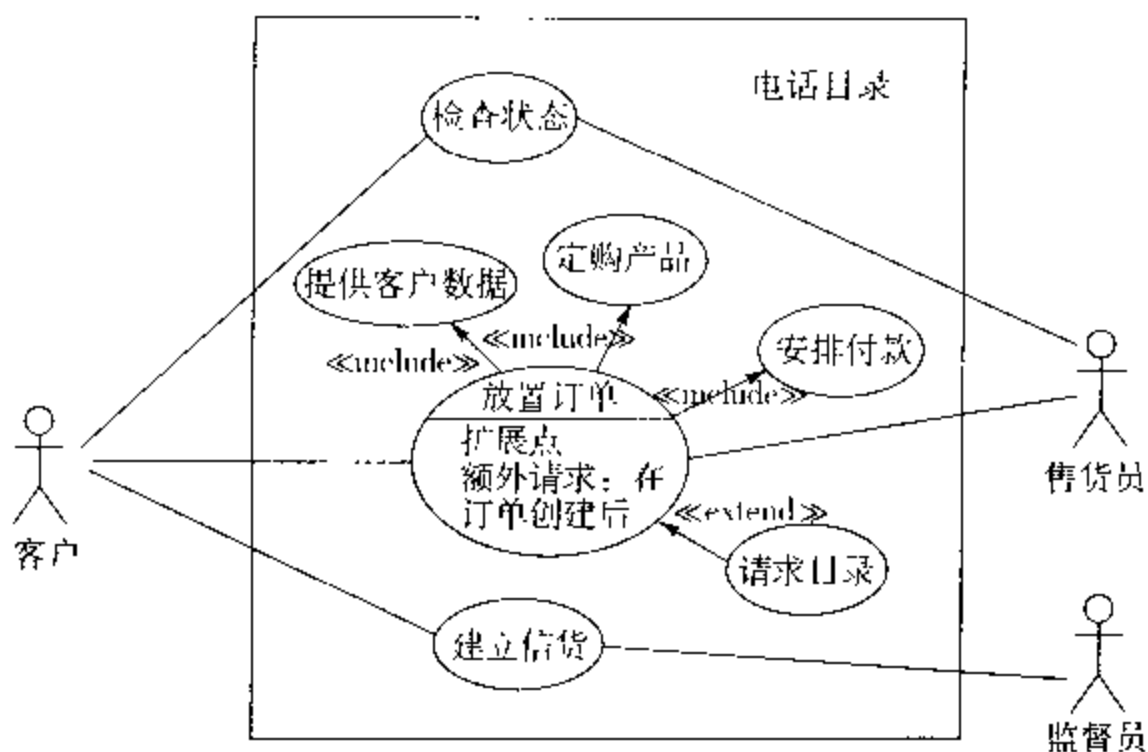 电话目录
检查状态
定购产品
提供客户数据
≪include≫
≪include≫
安排付款
≪include≫
放置订单
扩展点
额外请求：在
订单创建后
≪extend≫
请求目录
建立信货
客户
售货员
监督员